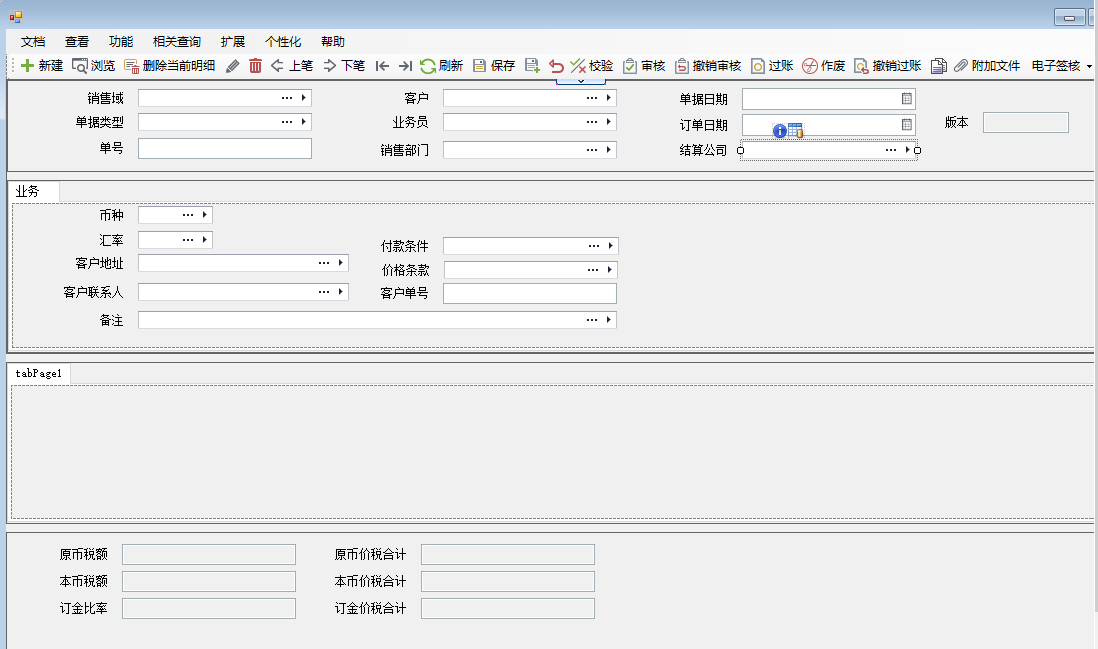 文档 查看 功能 相关查询 扩展 个性化 帮助
新建 浏览 删除当前明细 上笔 下笔 刷新 保存 校验 审核 撤销审核 过账 作废 撤销过账 附加文件 电子签核
销售域 客户 单据日期
单据类型 业务员 订单日期 版本
单号 销售部门 结算公司
业务
币种
汇率 付款条件
客户地址 价格条款
客户联系人 客户单号
备注
tabPage1
原币税额 原币价税合计
本币税额 本币价税合计
订金比率 订金价税合计